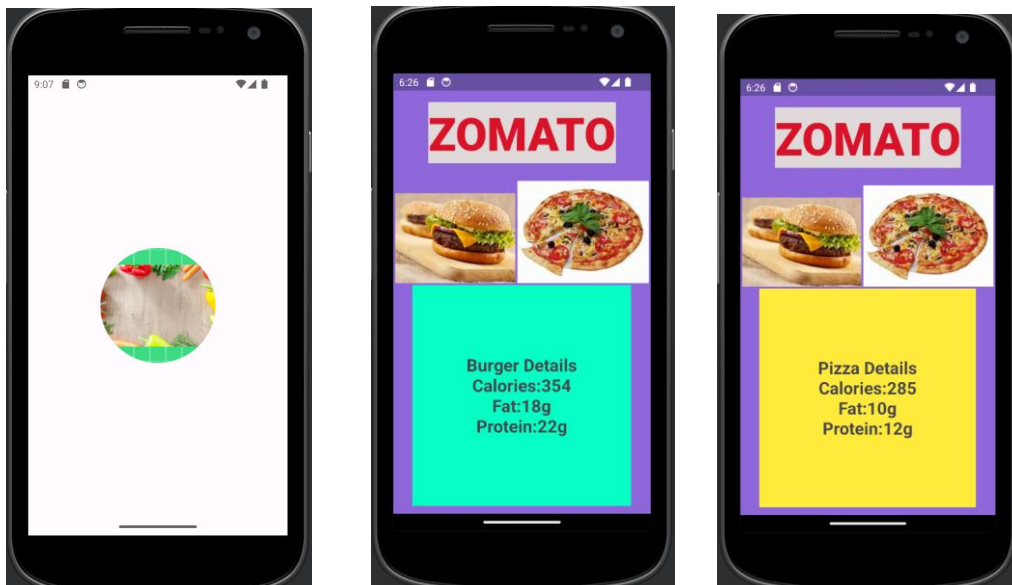 9:07
6:26
ZOMATO
Burger Details
Calories:354
Fat:18g
Protein:22g
6:26
ZOMATO
Pizza Details
Calories:285
Fat:10g
Protein:12g